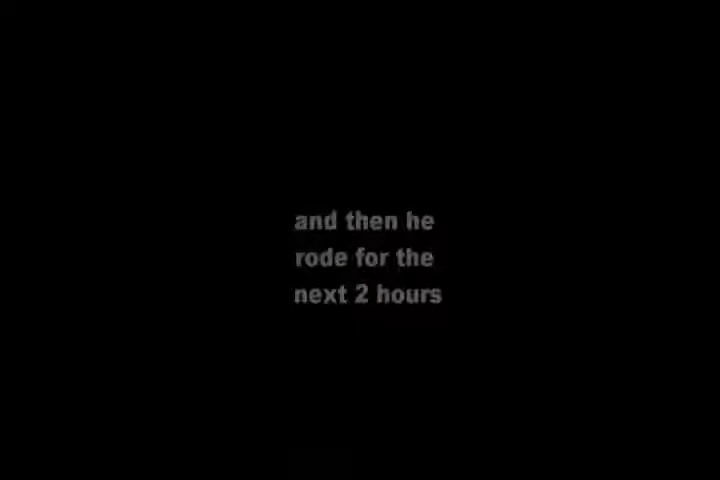 and then he
rode for the
next 2 hours